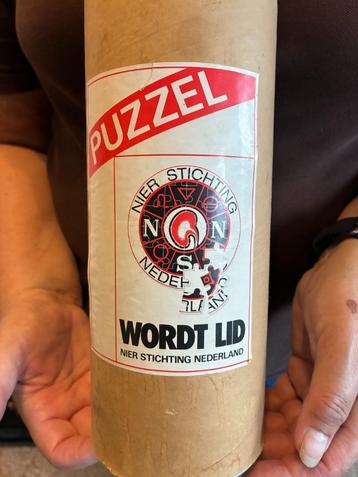 PUZZEL
NIER STICHTING
N N
S
NEDERLAND
WORDT LID
NIER STICHTING NEDERLAND